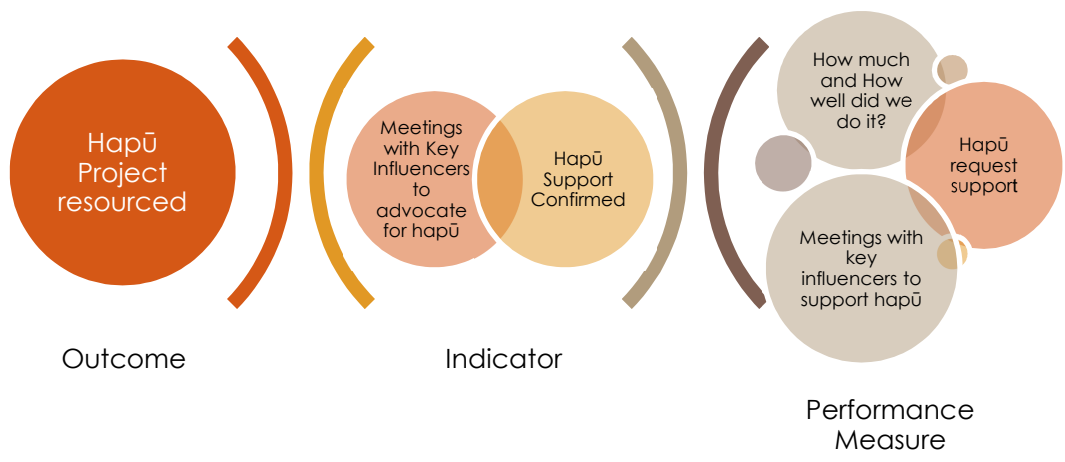 Hapū
Project
resourced
Outcome
Meetings
with Key
Influencers
to
advocate
for hapū
Hapū
Support
Confirmed
Indicator
How much
and How
well did we
do it?
Hapū
request
support
Meetings with
key
influencers to
support hapū
Performance
Measure